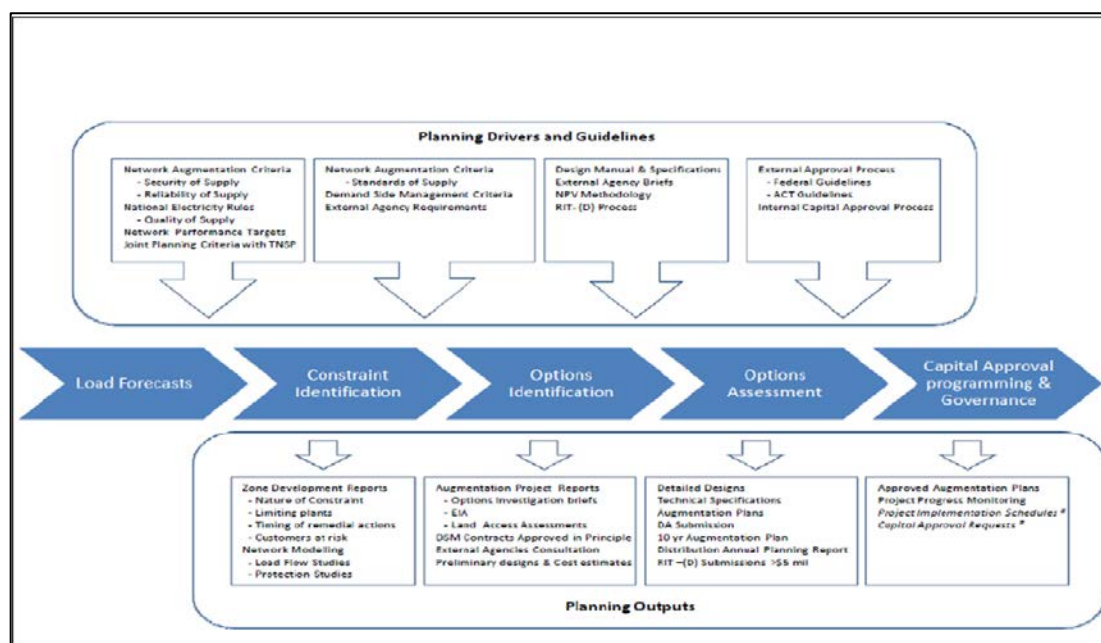 Planning Drivers and Guidelines
Network Augmentation Criteria
- Security of Supply
- Reliability of Supply
National Electricity Rules
- Quality of Supply
Network Performance Targets
Joint Planning Criteria with TNSP
Network Augmentation Criteria
- Standards of Supply
Demand Side Management Criteria
External Agency Requirements
Design Manual & Specifications
External Agency Briefs
NPV Methodology
RIT-(D) Process
External Approval Process
- Federal Guidelines
- ACT Guidelines
Internal Capital Approval Process
Load Forecasts
Constraint
Identification
Options
Identification
Options
Assessment
Capital Approval
programming &
Governance
Zone Development Reports
- Nature of Constraint
- Limiting plants
- Timing of remedial actions
- Customers at risk
Network Modelling
- Load Flow Studies
- Protection Studies
Augmentation Project Reports
- Options Investigation briefs
- EIA
- Land Access Assessments
DSM Contracts Approved in Principle
External Agencies Consultation
Preliminary designs & Cost estimates
Detailed Designs
Technical Specifications
Augmentation Plans
DA Submission
10 yr Augmentation Plan
Distribution Annual Planning Report
RIT –(D) Submissions >$5 mil
Approved Augmentation Plans
Project Progress Monitoring
Project Implementation Schedules #
Capital Approval Requests #
Planning Outputs